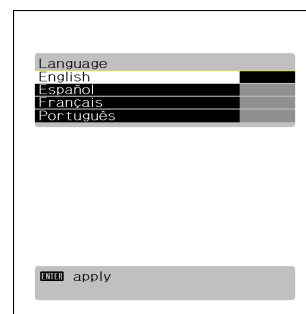 Language
English
Español
Français
Português
ENTER apply